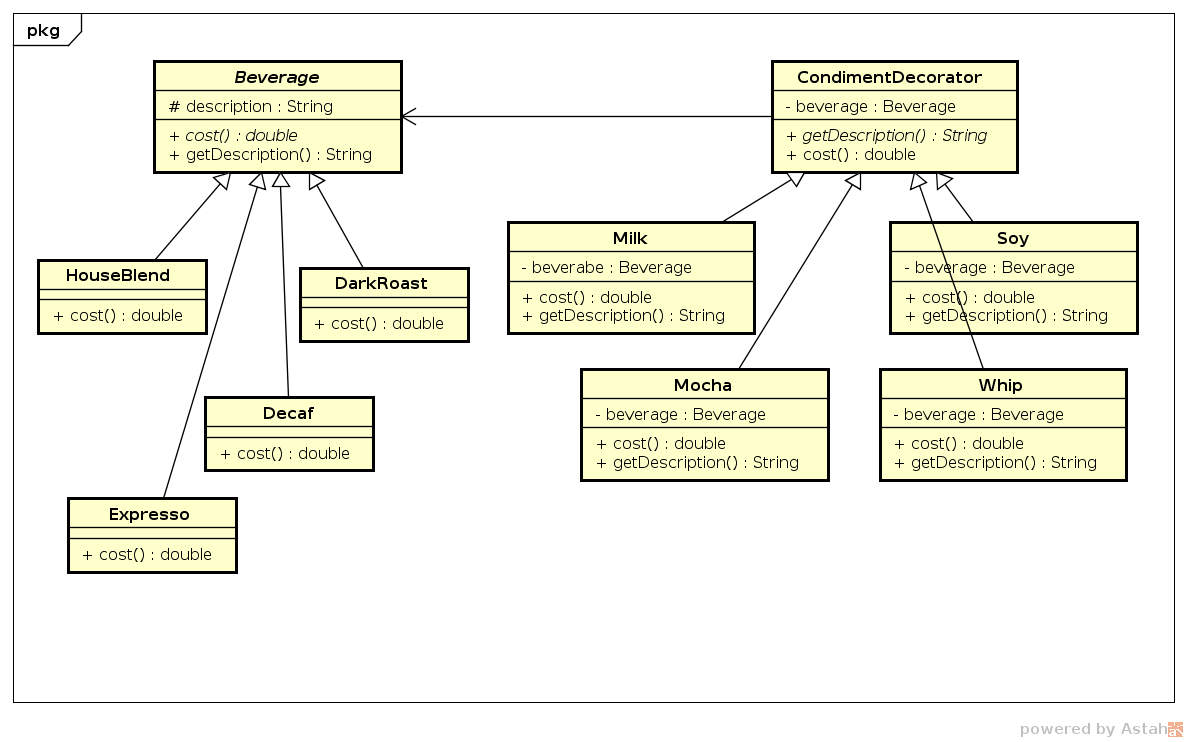 pkg
Beverage
# description : String
+ cost() : double
+ getDescription() : String
CondimentDecorator
- beverage : Beverage
+ getDescription() : String
+ cost() : double
HouseBlend
+ cost() : double
DarkRoast
+ cost() : double
Milk
- beverabe : Beverage
+ cost() : double
+ getDescription() : String
Soy
- beverage : Beverage
+ cost() : double
+ getDescription() : String
Decaf
+ cost() : double
Mocha
- beverage : Beverage
+ cost() : double
+ getDescription() : String
Whip
- beverage : Beverage
+ cost() : double
+ getDescription() : String
Expresso
+ cost() : double
powered by Astah